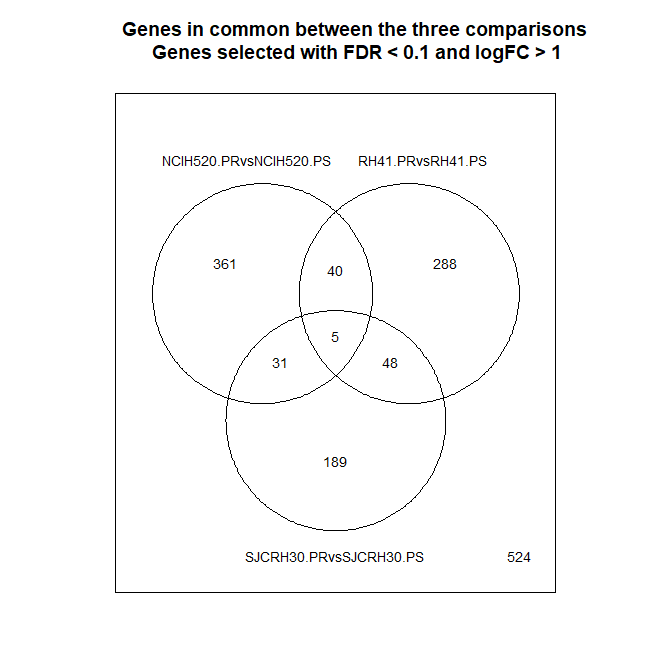 Genes in common between the three comparisons
Genes selected with FDR < 0.1 and logFC > 1
NCIH520.PRvsNCIH520.PS RH41.PRvsRH41.PS
361
40
288
5
31
48
189
SJCRH30.PRvsSJCRH30.PS
524